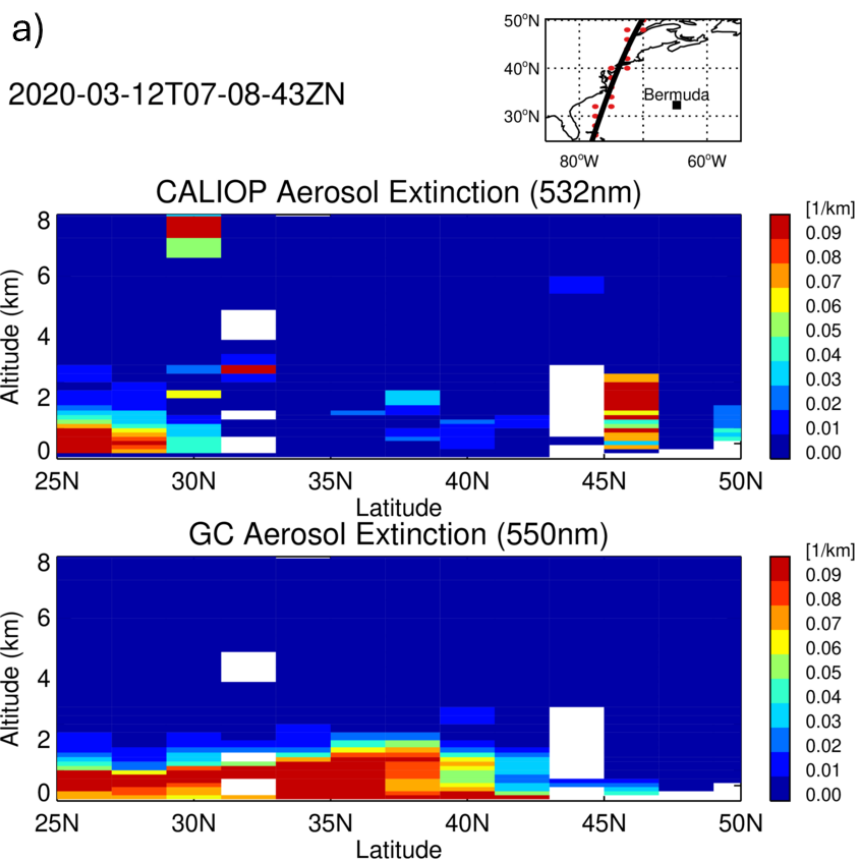 a)
2020-03-12T07-08-43ZN
50°N
40°N
30°N
Bermuda
80°W 60°W
CALIOP Aerosol Extinction (532nm)
[1/km]
8
6
4
2
0
Altitude (km)
0.09
0.08
0.07
0.06
0.05
0.04
0.03
0.02
0.01
0.00
25N 30N 35N 40N 45N 50N
Latitude
GC Aerosol Extinction (550nm)
[1/km]
8
6
4
2
0
Altitude (km)
0.09
0.08
0.07
0.06
0.05
0.04
0.03
0.02
0.01
0.00
25N 30N 35N 40N 45N 50N
Latitude